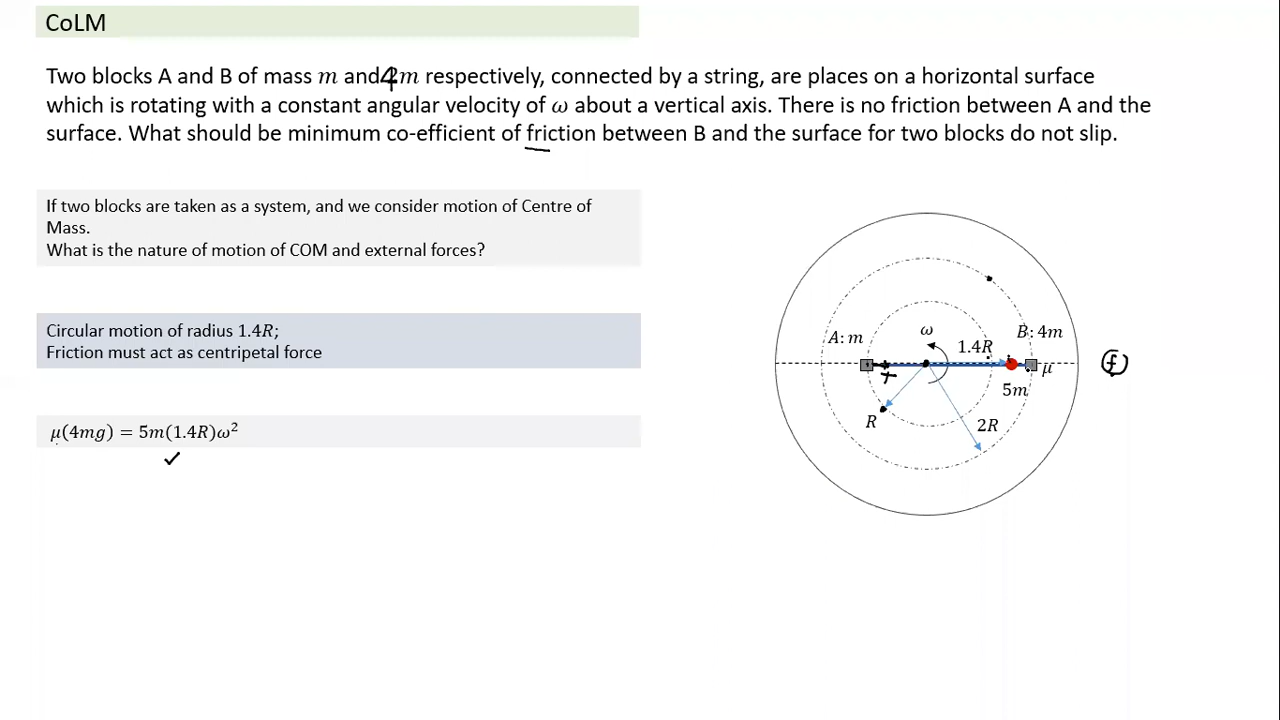 CoLM
Two blocks A and B of mass m and 4m respectively, connected by a string, are places on a horizontal surface
which is rotating with a constant angular velocity of ω about a vertical axis. There is no friction between A and the
surface. What should be minimum co-efficient of friction between B and the surface for two blocks do not slip.
If two blocks are taken as a system, and we consider motion of Centre of
Mass.
What is the nature of motion of COM and external forces?
Circular motion of radius 1.4R;
Friction must act as centripetal force
μ(4mg) = 5m(1.4R)ω²
A: m
ω
1.4R
B: 4m
μ
f
5m
R
2R